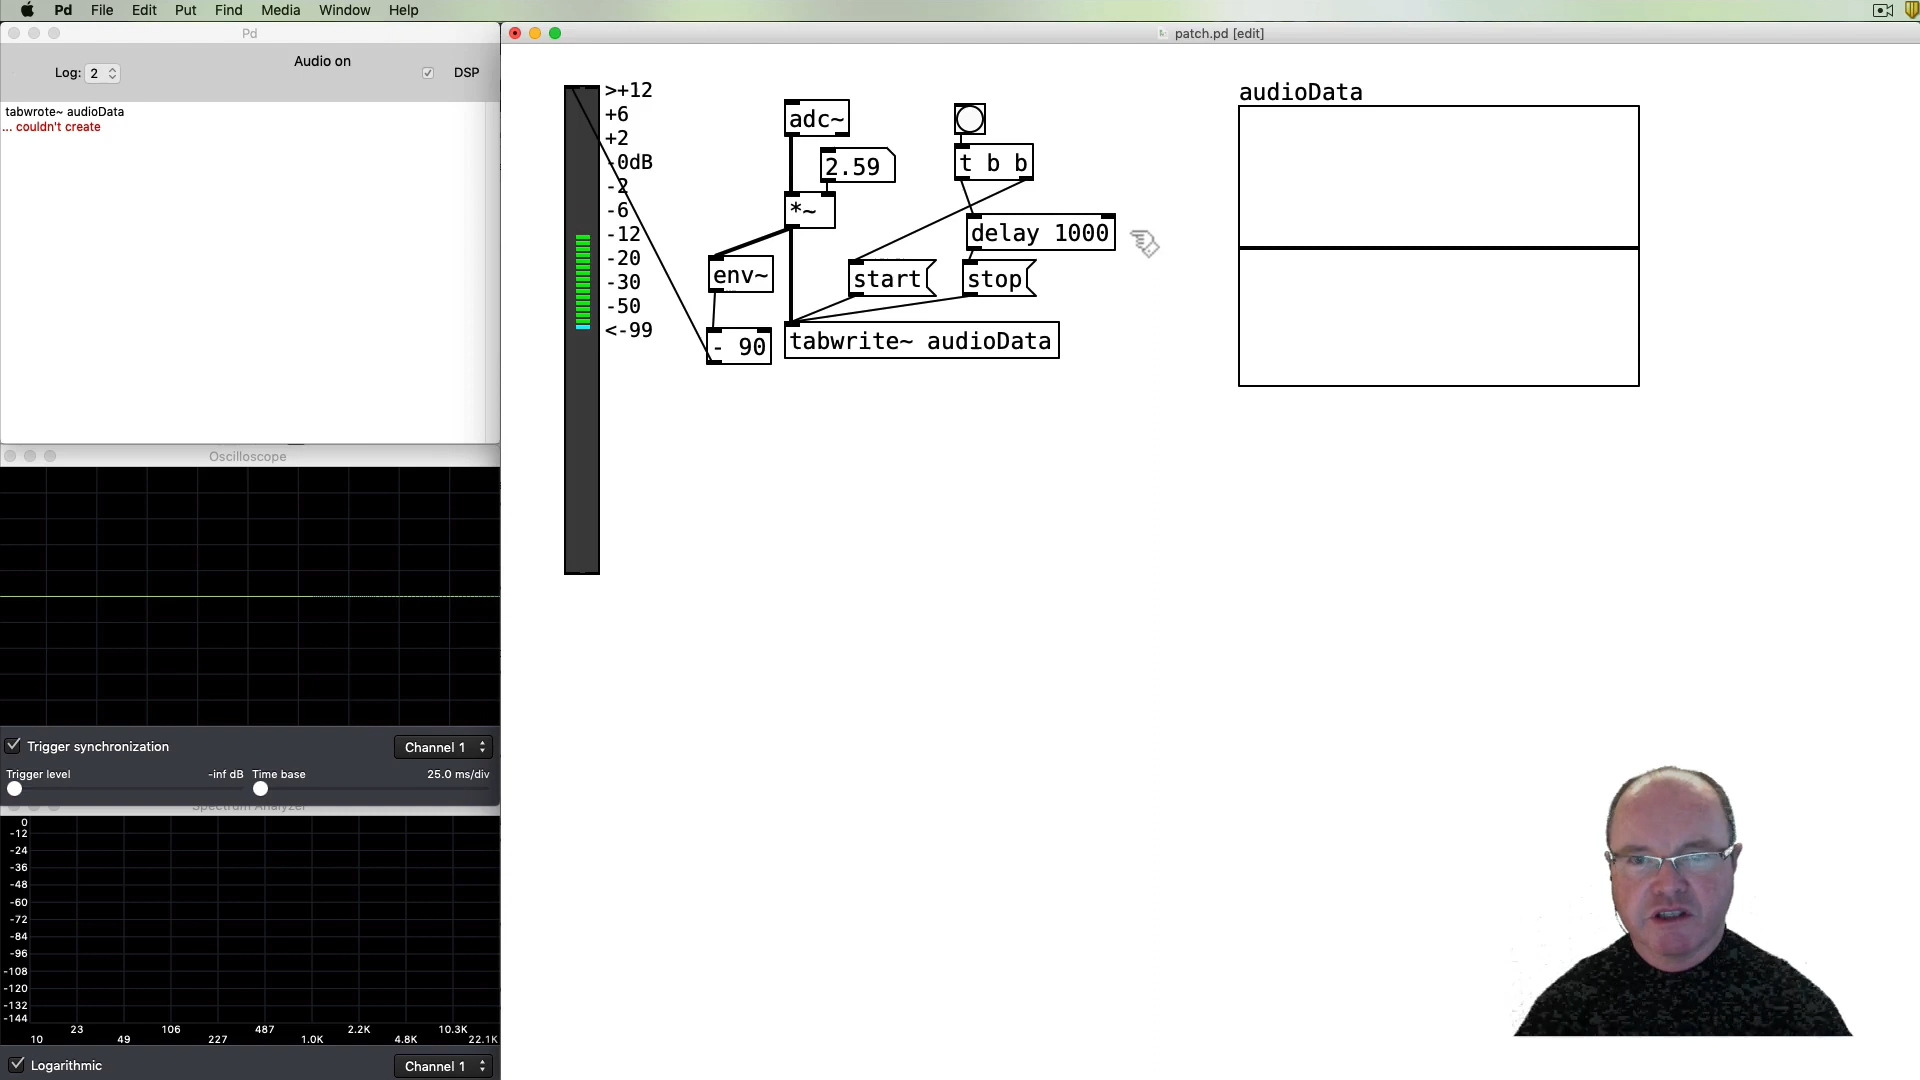 Pd File Edit Put Find Media Window Help
Pd
Audio on
Log: 2
DSP
tabwrote~ audioData
... couldn't create
patch.pd [edit]
>+12
+6
+2
-0dB
-2
-6
-12
-20
-30
-50
<-99
adc~
2.59
*~
env~
- 90
t b b
delay 1000
start
stop
tabwrite~ audioData
audioData
Oscilloscope
Trigger synchronization
Channel 1
Trigger level
-inf dB
Time base
25.0 ms/div
Spectrum Analyzer
0
-12
-24
-36
-48
-60
-72
-84
-96
-108
-120
-132
-144
23 106 487 2.2K 10.3K
10 49 227 1.0K 4.8K 22.1K
Logarithmic
Channel 1